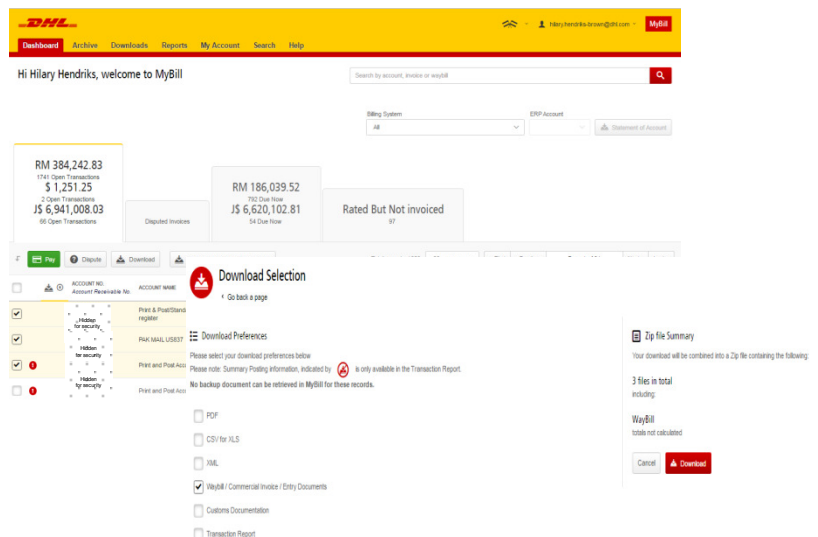 DHL
hilary.hendriks-brown@dhl.com
MyBill
Dashboard Archive Downloads Reports My Account Search Help
Hi Hilary Hendriks, welcome to MyBill
Search by account, invoice or waybill
Billing System
ERP Account
All
Statement of Account
RM 384,242.83
1741 Open Transactions
$ 1,251.25
2 Open Transactions
J$ 6,941,008.03
66 Open Transactions
Disputed Invoices
RM 186,039.52
782 Due Now
J$ 6,620,102.81
54 Due Now
Rated But Not invoiced
97
Pay
Dispute
Download
ACCOUNT NO.
Account Receivable No.
ACCOUNT NAME
Hidden
for security
Print & Post/Stand
register
Hidden
for security
PAK MAIL US637
Hidden
for security
Print and Post Acc
Hidden
for security
Print and Post Acc
Download Selection
Go back a page
Download Preferences
Please select your download preferences below
Please note: Summary Posting information, indicated by is only available in the Transaction Report.
No backup document can be retrieved in MyBill for these records.
PDF
CSV for XLS
XML
Waybill / Commercial Invoice / Entry Documents
Customs Documentation
Transaction Report
Zip file Summary
Your download will be combined into a Zip file containing the following:
3 files in total
including:
WayBill
totals not calculated
Cancel
Download